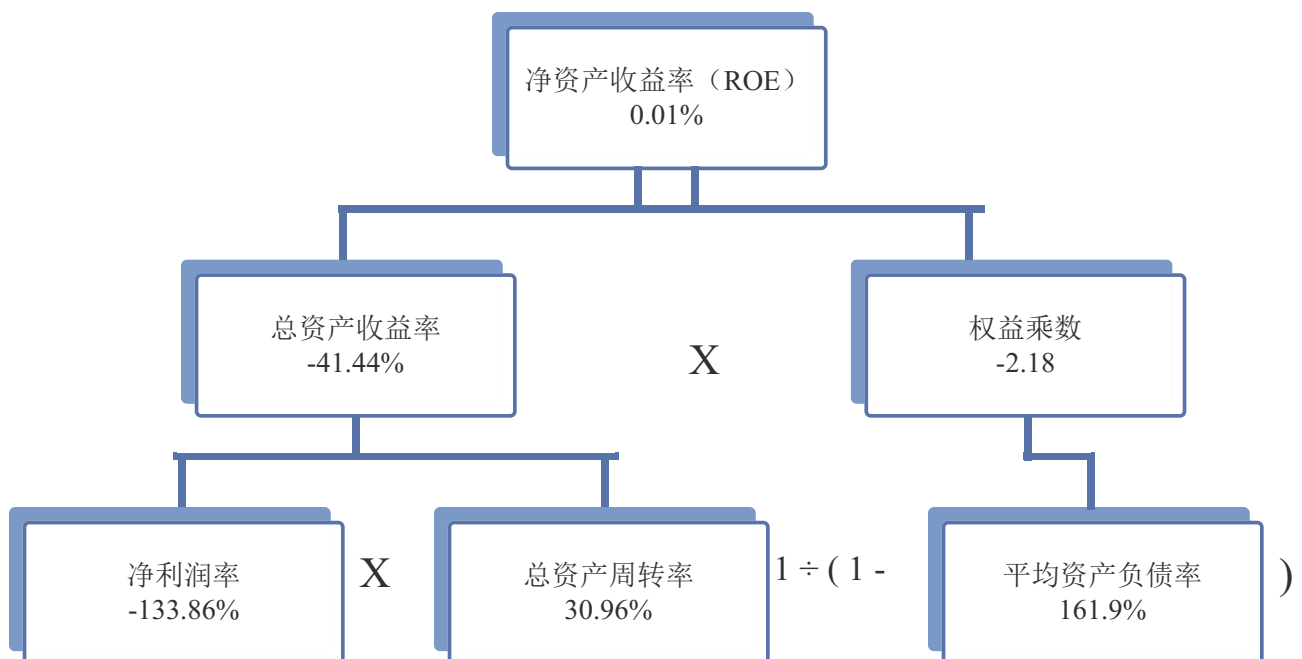 净资产收益率（ROE）
0.01%
总资产收益率
-41.44%
X
权益乘数
-2.18
净利润率
-133.86%
X
总资产周转率
30.96%
1 ÷ ( 1 -
平均资产负债率
161.9%
)